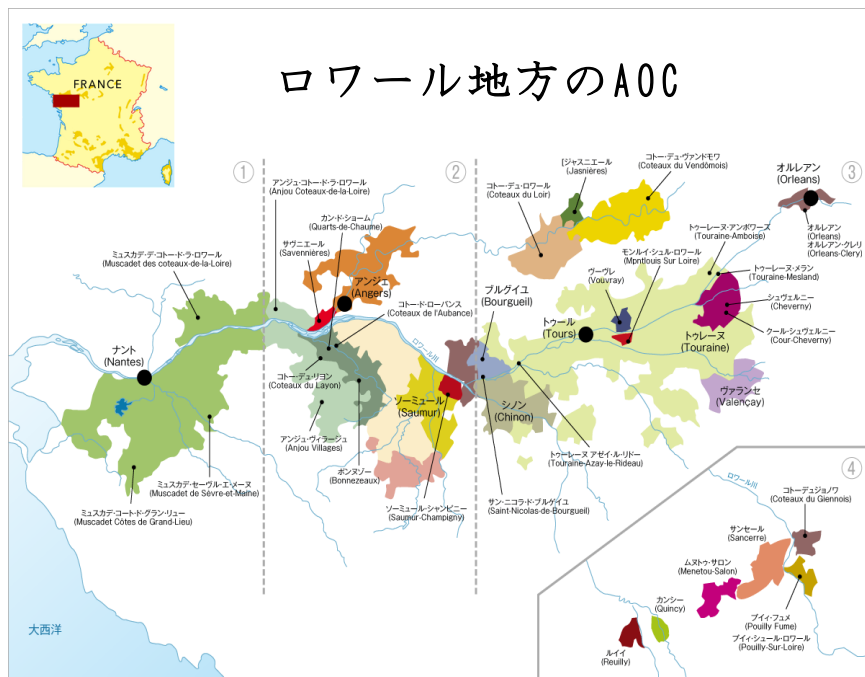 ロワール地方のAOC
FRANCE
①
②
③
④
アンジュ・コトー・ド・ラ・ロワール
(Anjou Coteaux-de-la-Loire)
カン・ド・ショーム
(Quarts-de-Chaume)
サヴニエール
(Savennières)
ミュスカデ・デ・コトー・ド・ラ・ロワール
(Muscadet des coteaux-de-la-Loire)
アンジェ
(Angers)
コトー・ド・ローバンス
(Coteaux de l'Aubance)
ナント
(Nantes)
コトー・デュ・リヨン
(Coteaux du Layon)
アンジュ・ヴィラージュ
(Anjou Villages)
ボンヌゾー
(Bonnezeaux)
ミュスカデ・セーヴル・エ・メーヌ
(Muscadet de Sèvre-et-Maine)
ミュスカデ・コート・ド・グラン・リュー
(Muscadet Côtes de Grand-Lieu)
ロワール川
ソーミュール
(Saumur)
ソーミュール・シャンピニー
(Saumur-Champigny)
コトー・デュ・ロワール
(Coteaux du Loir)
[ジャスニエール
(Jasnières)
コトー・デュ・ヴァンドモワ
(Coteaux du Vendômois)
オルレアン
(Orleans)
オルレアン
(Orleans)
オルレアン・クレリ
(Orleans-Clery)
トゥーレーヌ・アンボワーズ
(Touraine-Amboise)
トゥーレーヌ・メラン
(Touraine-Mesland)
モンルイ・シュル・ロワール
(Montlouis Sur Loire)
ヴーヴレ
(Vouvray)
ブルグイユ
(Bourgueil)
トゥール
(Tours)
シュヴェルニー
(Cheverny)
クール・シュヴェルニー
(Cour-Cheverny)
トゥレーヌ
(Touraine)
ヴァランセ
(Valençay)
シノン
(Chinon)
トゥーレーヌ アゼイ・ル・リドー
(Touraine-Azay-le-Rideau)
サン・ニコラ・ド・ブルゲイユ
(Saint-Nicolas-de-Bourgueil)
ロワール川
コトーデュジョノワ
(Coteaux du Giennois)
サンセール
(Sancerre)
ムヌトゥ・サロン
(Menetou-Salon)
カンシー
(Quincy)
ルイイ
(Reuilly)
プイィ・フュメ
(Pouilly Fume)
プイィ・シュール・ロワール
(Pouilly-Sur-Loire)
大西洋